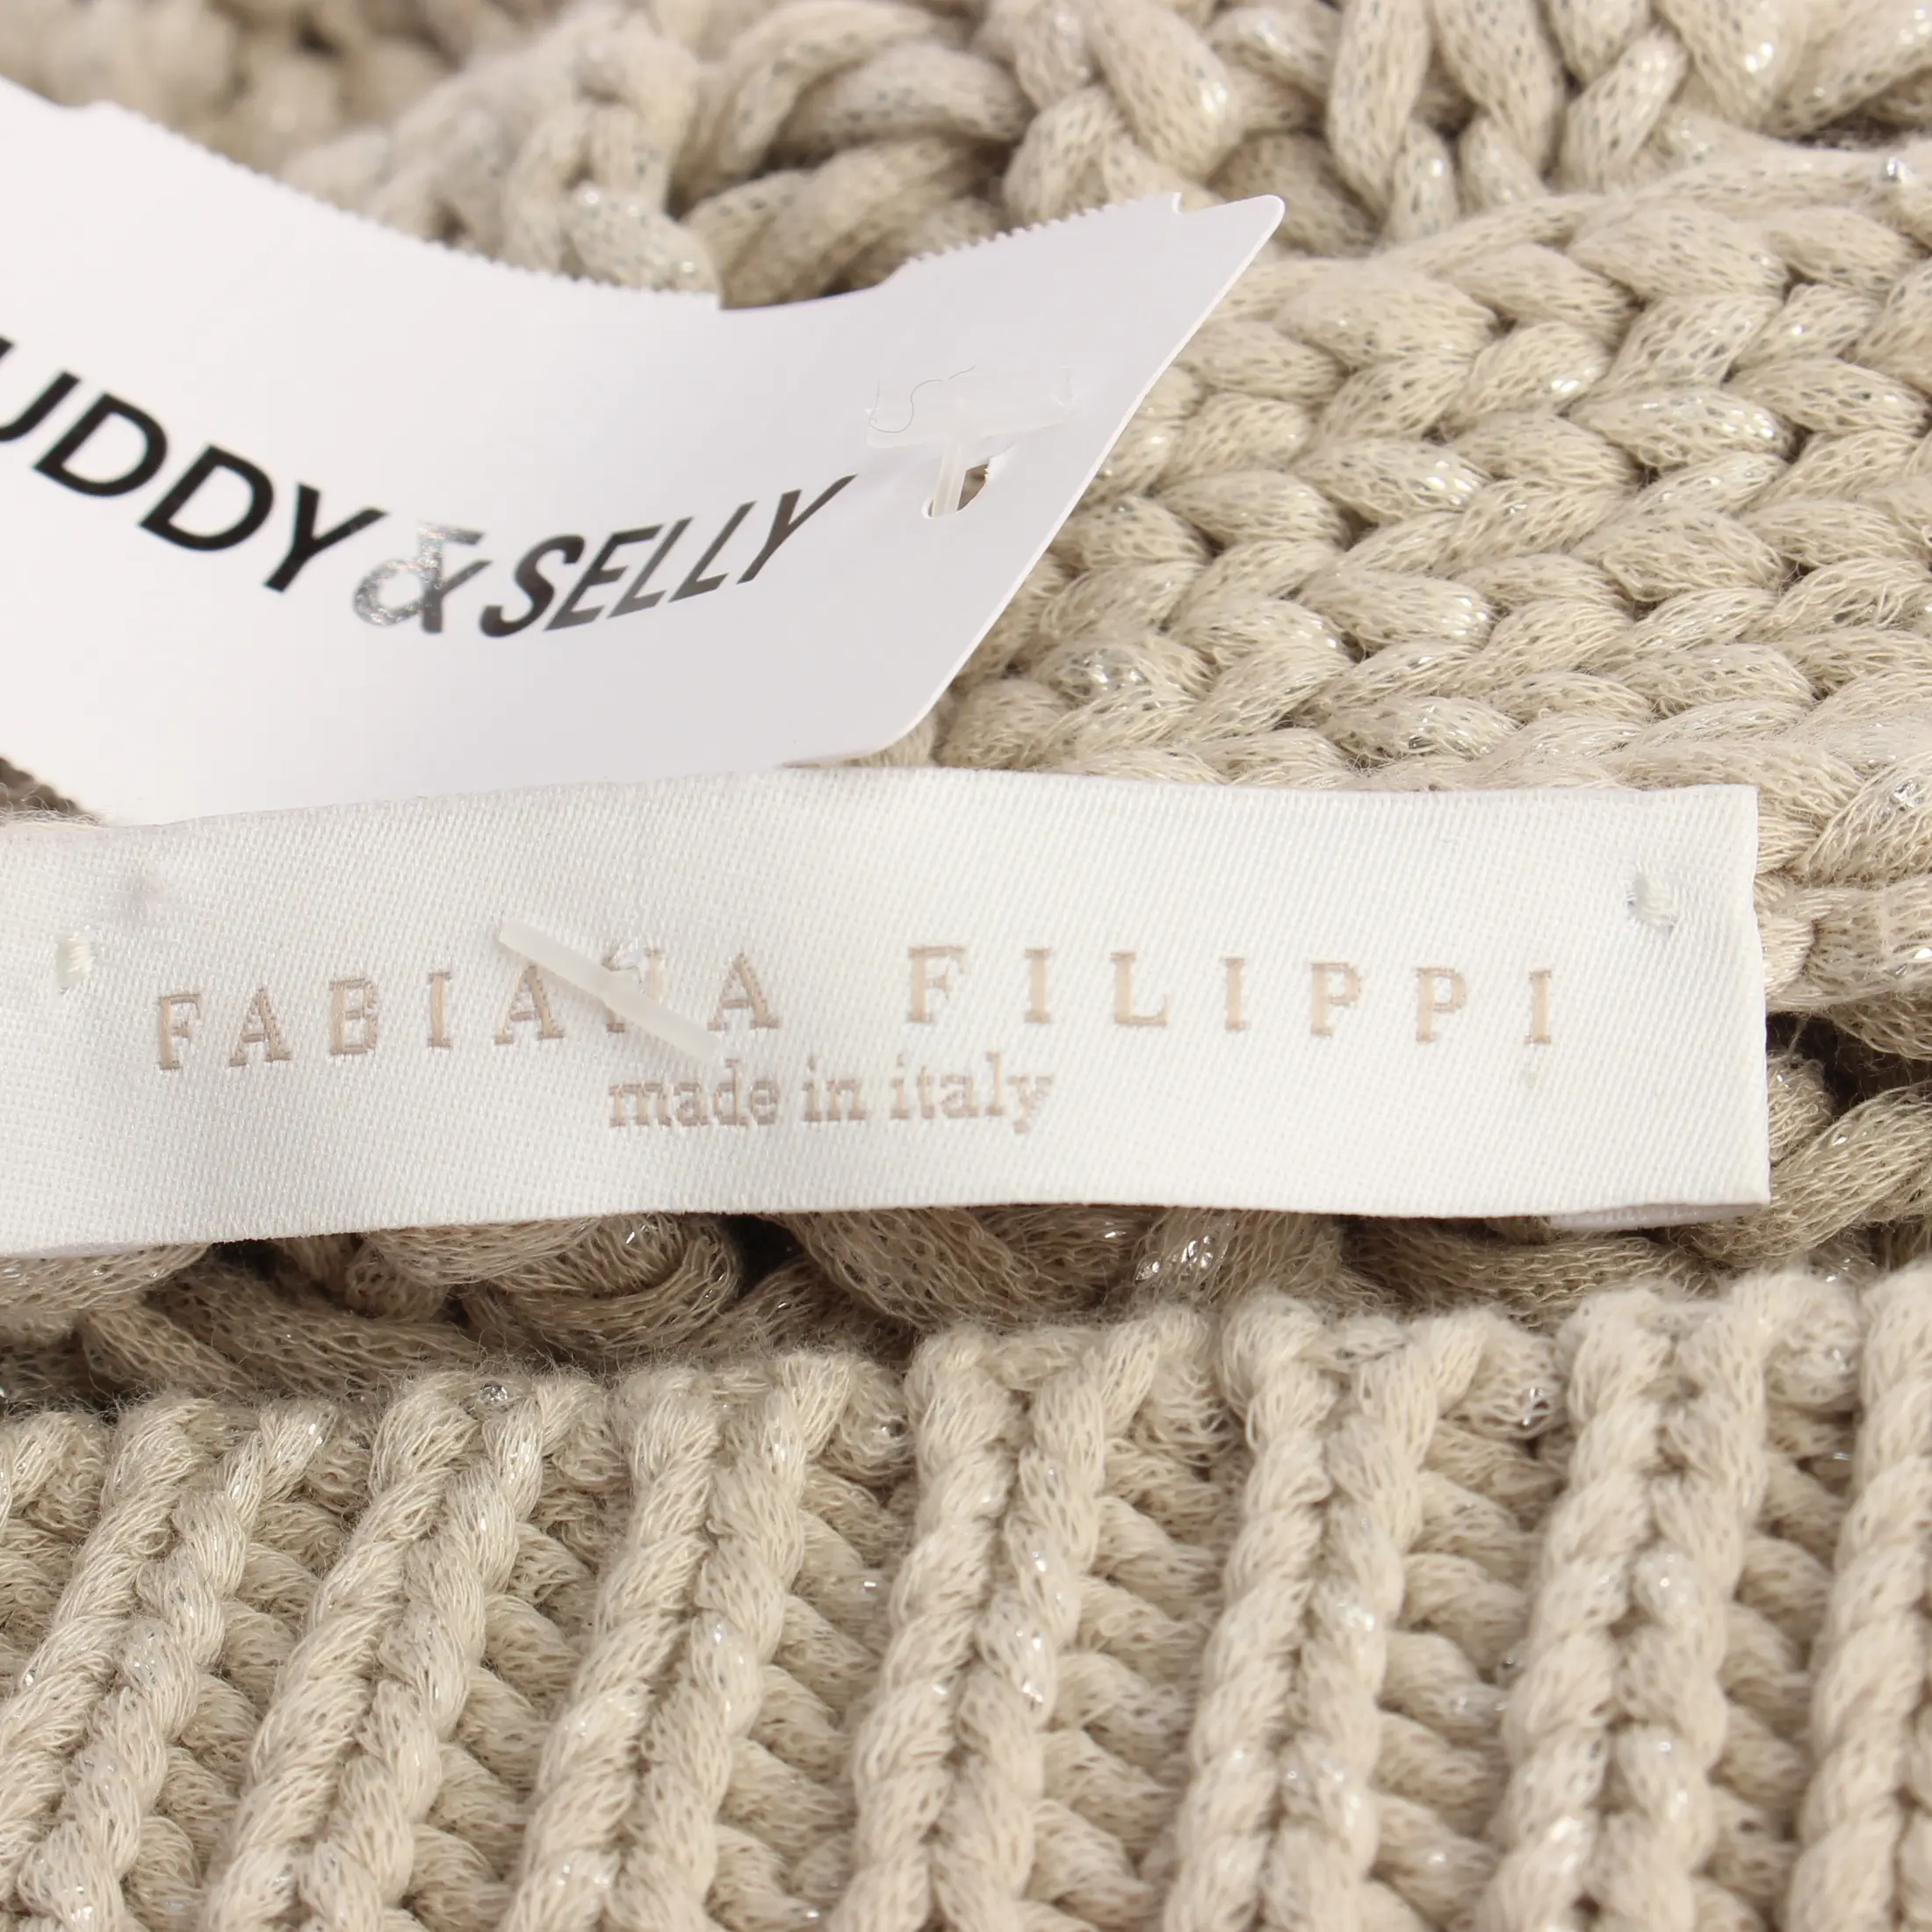 UDDY & SELLY
FABIANA FILIPPI
made in italy